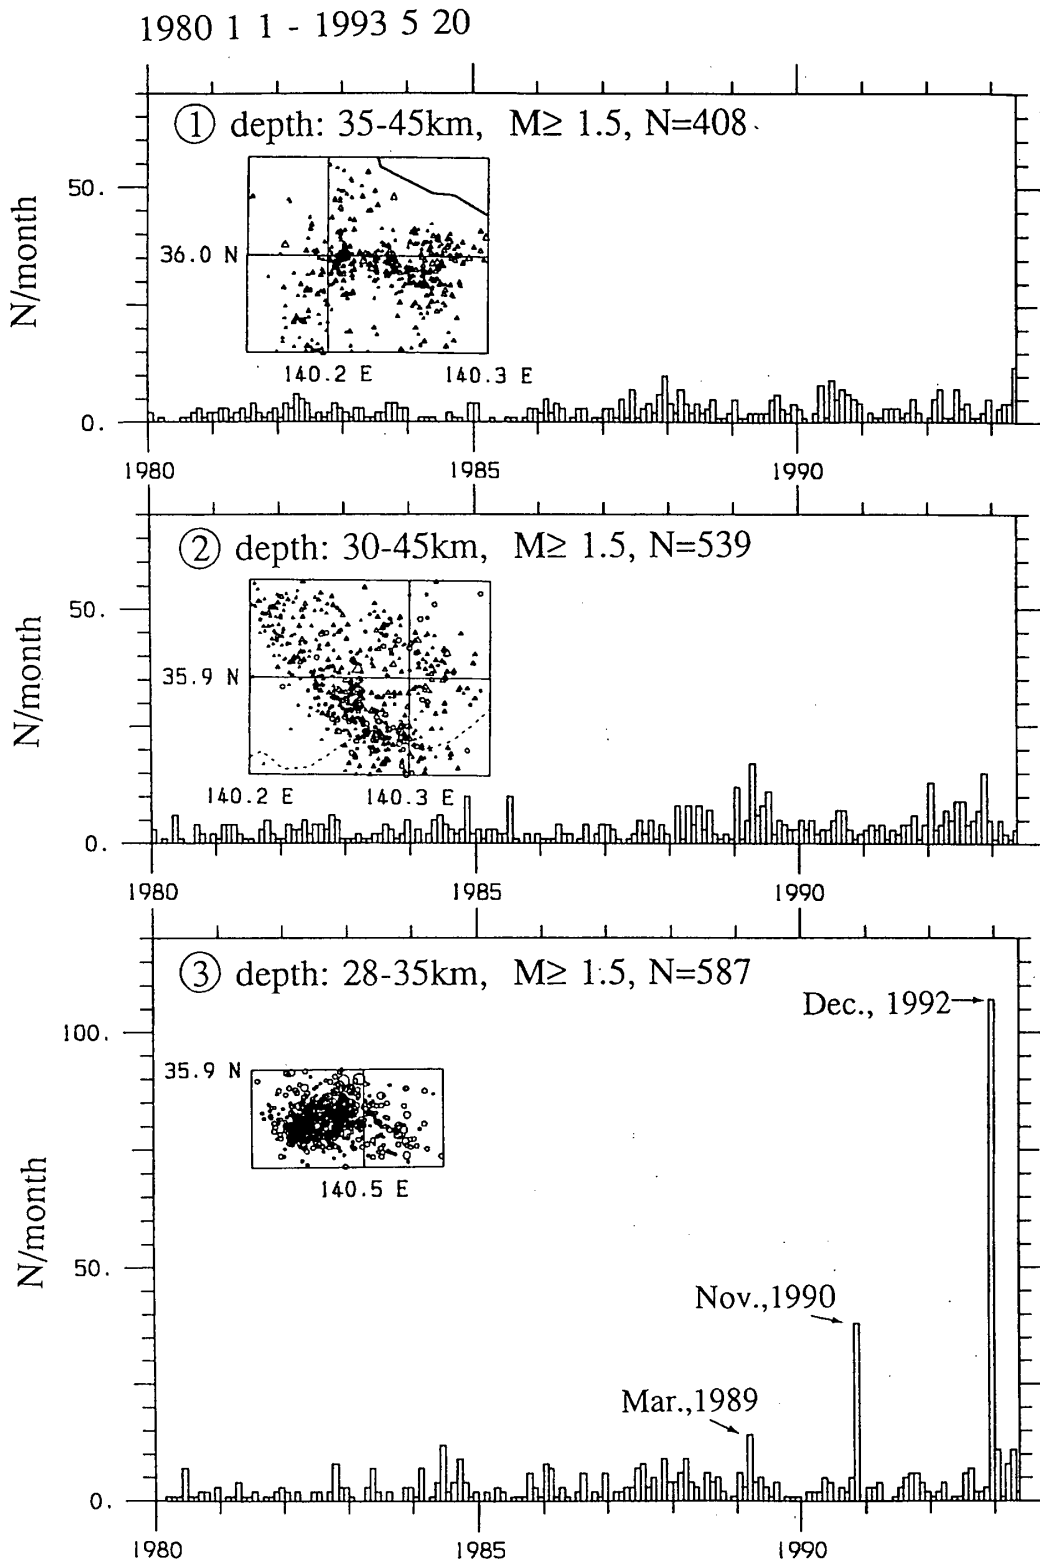 1980 1 1 - 1993 5 20
① depth: 35-45km, M≥ 1.5, N=408
50.
N/month
36.0 N
140.2 E 140.3 E
0.
1980 1985 1990
② depth: 30-45km, M≥ 1.5, N=539
50.
N/month
35.9 N
140.2 E 140.3 E
0.
1980 1985 1990
③ depth: 28-35km, M≥ 1.5, N=587
Dec., 1992
100.
35.9 N
140.5 E
N/month
50.
Nov.,1990
Mar.,1989
0.
1980 1985 1990